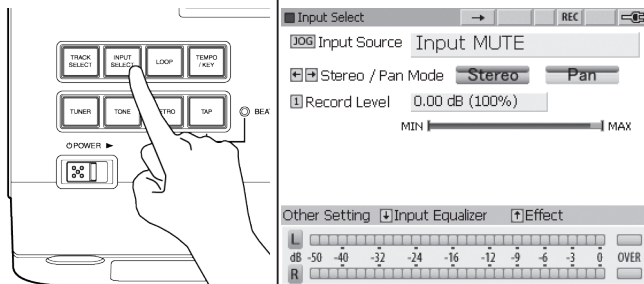 TRACK SELECT
INPUT SELECT
LOOP
TEMPO /KEY
TUNER
TONE
TRO
TAP
BEA
POWER
Input Select
→
REC
JOG Input Source Input MUTE
←→ Stereo / Pan Mode Stereo Pan
1 Record Level 0.00 dB (100%)
MIN MAX
Other Setting ↓Input Equalizer ↑Effect
L
dB -50 -40 -32 -24 -16 -12 -9 -6 -3 0 OVER
R